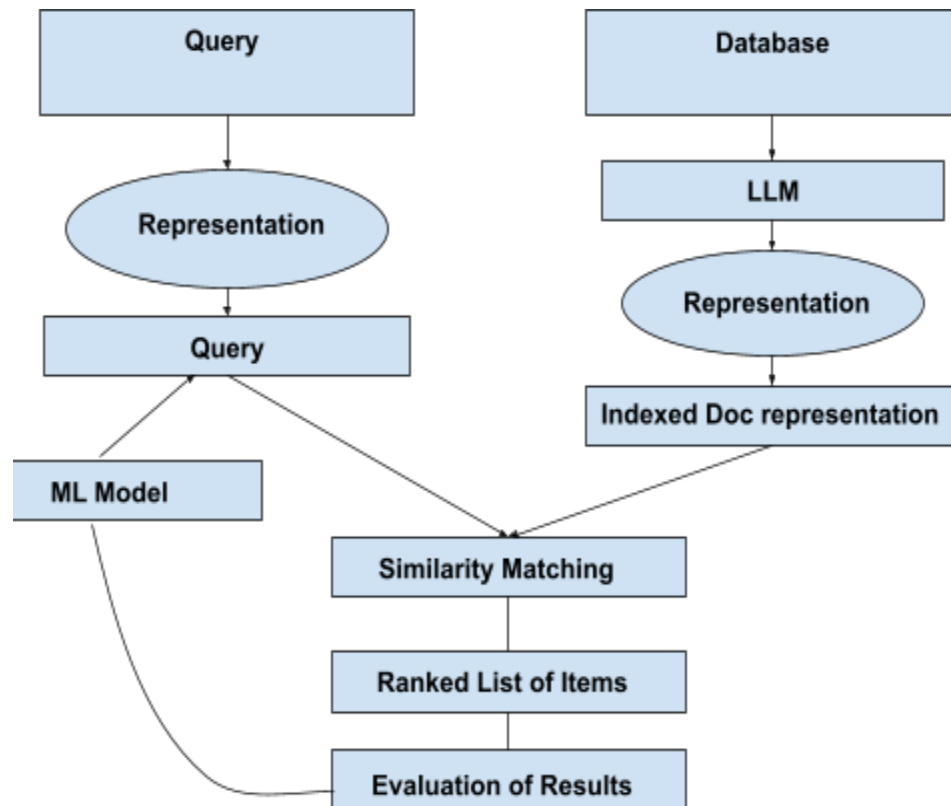 Query
Database
LLM
Representation
Representation
Query
Indexed Doc representation
ML Model
Similarity Matching
Ranked List of Items
Evaluation of Results